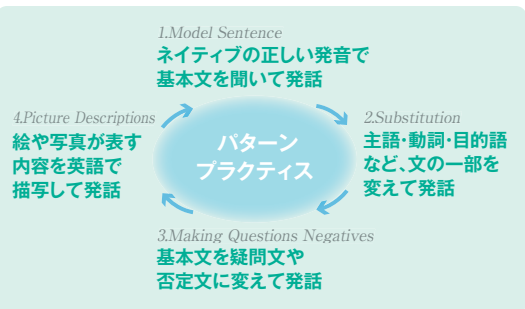 1.Model Sentence
ネイティブの正しい発音で
基本文を聞いて発話
2.Substitution
主語・動詞・目的語
など、文の一部を
変えて発話
3.Making Questions Negatives
基本文を疑問文や
否定文に変えて発話
4.Picture Descriptions
絵や写真が表す
内容を英語で
描写して発話
パターン
プラクティス